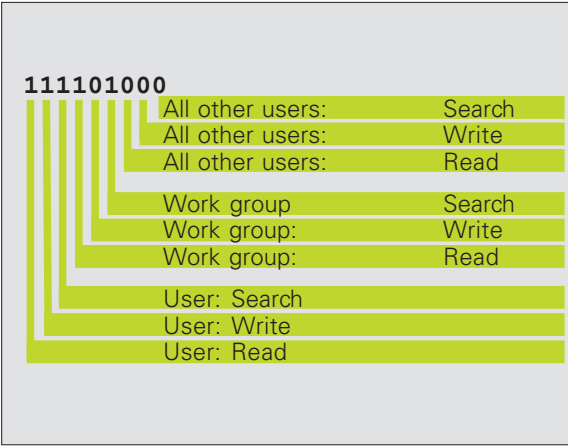 111101000
All other users: Search
All other users: Write
All other users: Read
Work group Search
Work group: Write
Work group: Read
User: Search
User: Write
User: Read